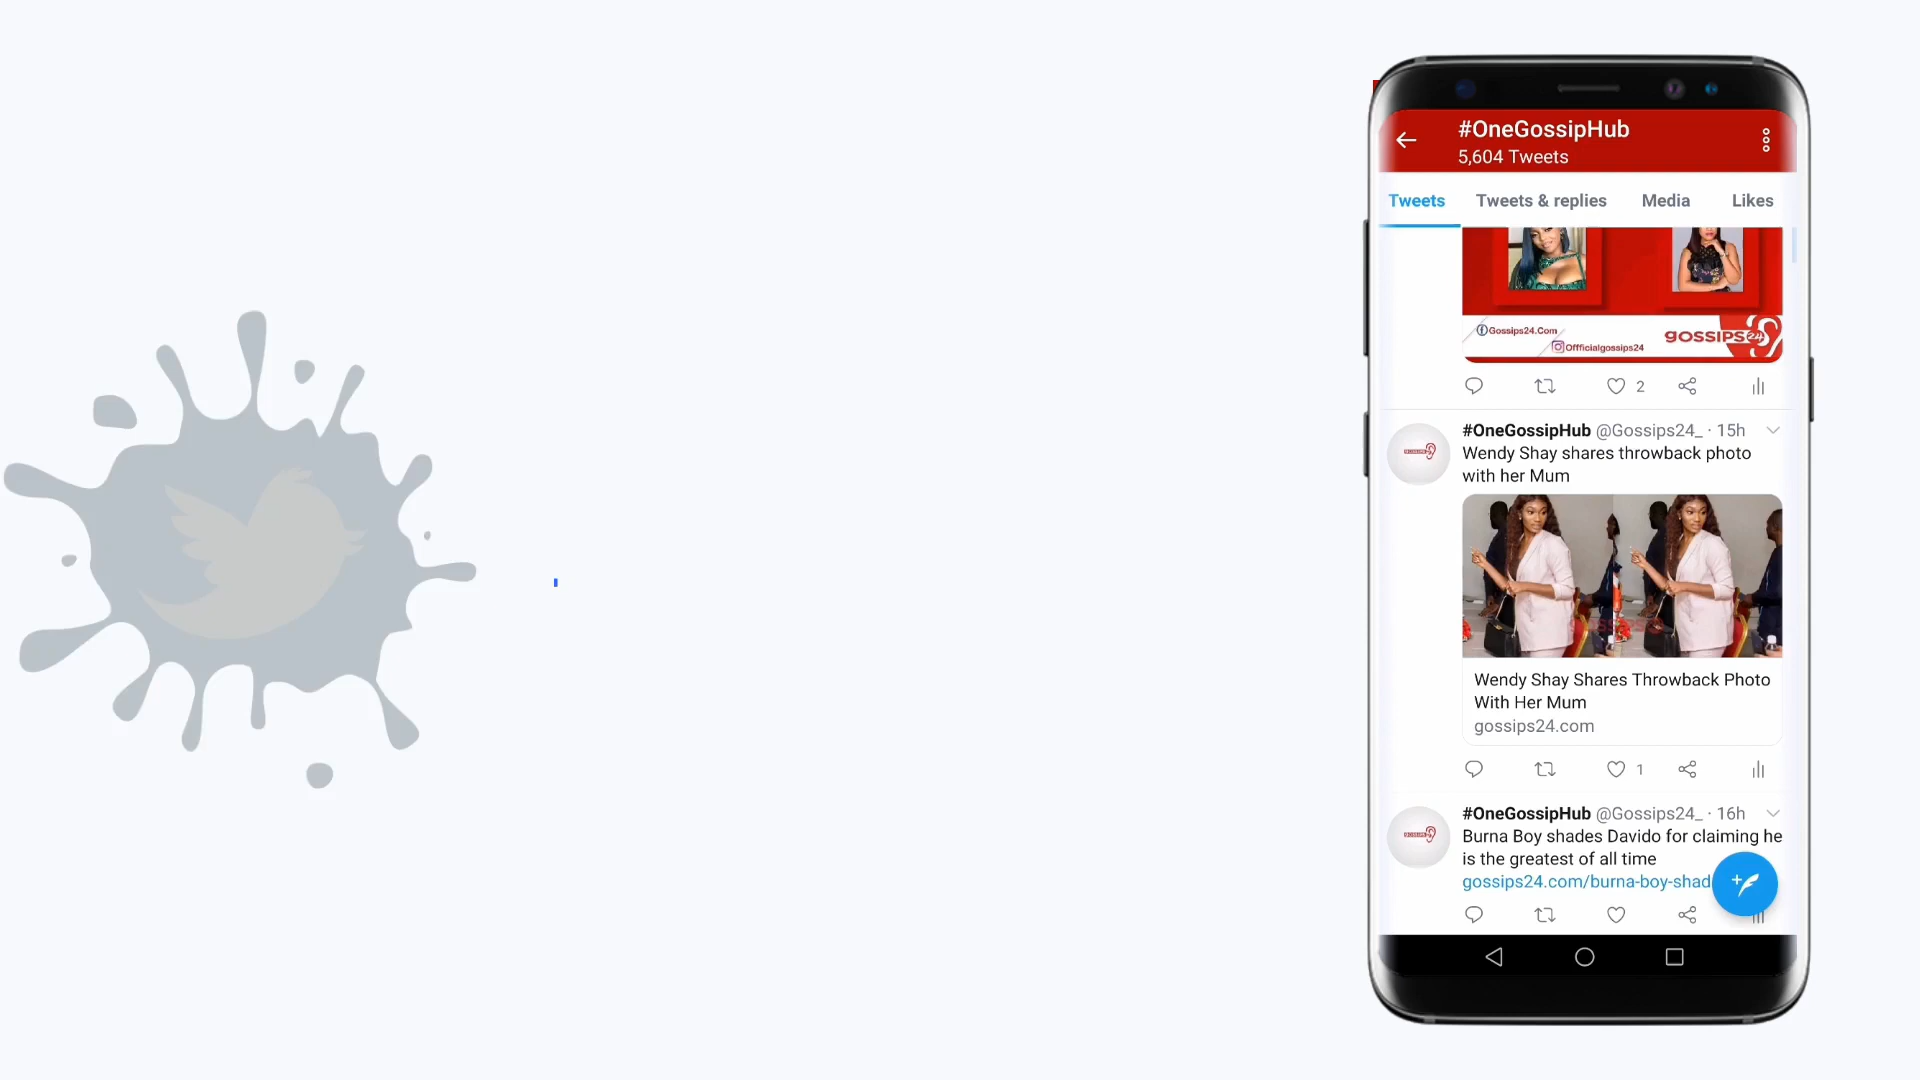 #OneGossipHub
5,604 Tweets
Tweets
Tweets & replies
Media
Likes
Gossips24.Com
Offficialgossips24
gossips24
2
#OneGossipHub @Gossips24_ · 15h
Wendy Shay shares throwback photo
with her Mum
Wendy Shay Shares Throwback Photo
With Her Mum
gossips24.com
1
#OneGossipHub @Gossips24_ · 16h
Burna Boy shades Davido for claiming he
is the greatest of all time
gossips24.com/burna-boy-shad